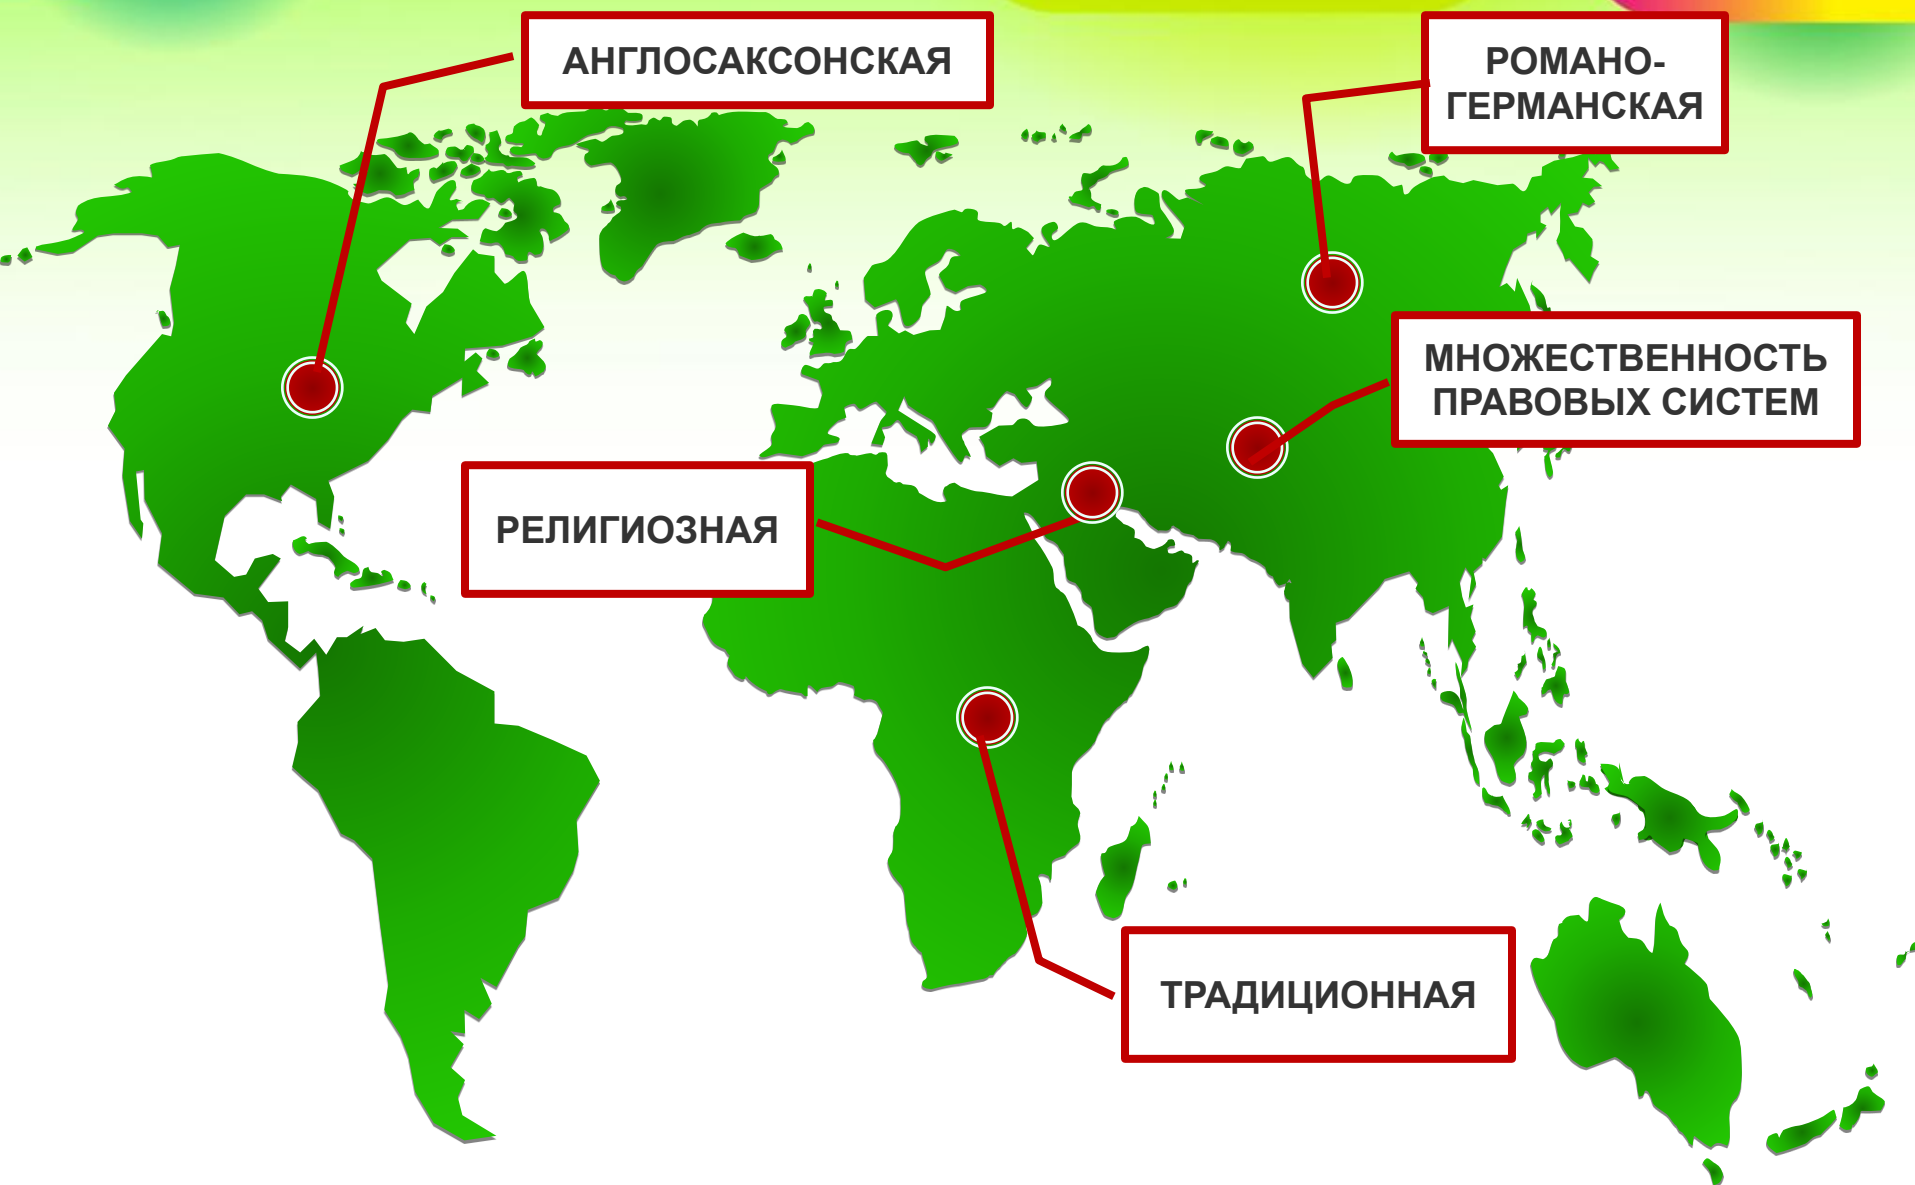 АНГЛОСАКСОНСКАЯ
РОМАНО-
ГЕРМАНСКАЯ
МНОЖЕСТВЕННОСТЬ
ПРАВОВЫХ СИСТЕМ
РЕЛИГИОЗНАЯ
ТРАДИЦИОННАЯ